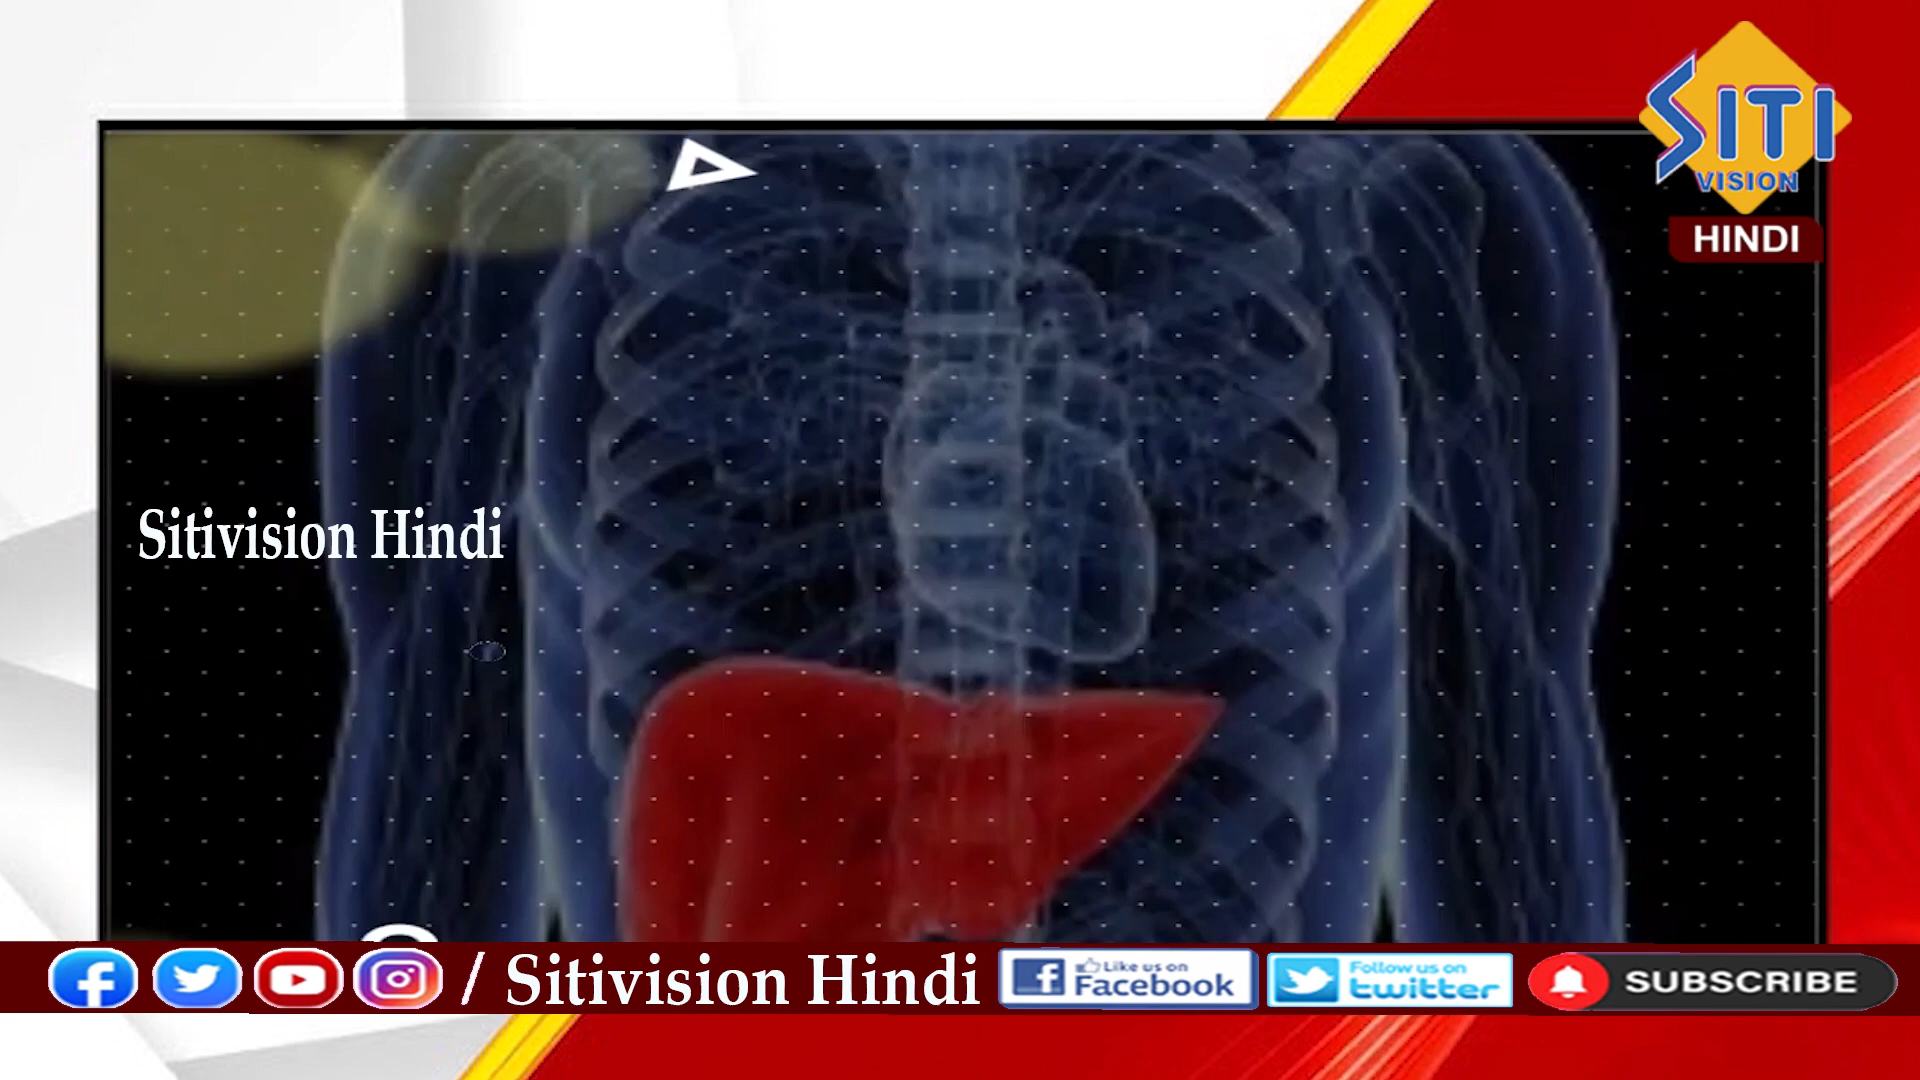 SITI
VISION
HINDI
Sitivision Hindi
/ Sitivision Hindi
Like us on
Facebook
Follow us on
twitter
SUBSCRIBE